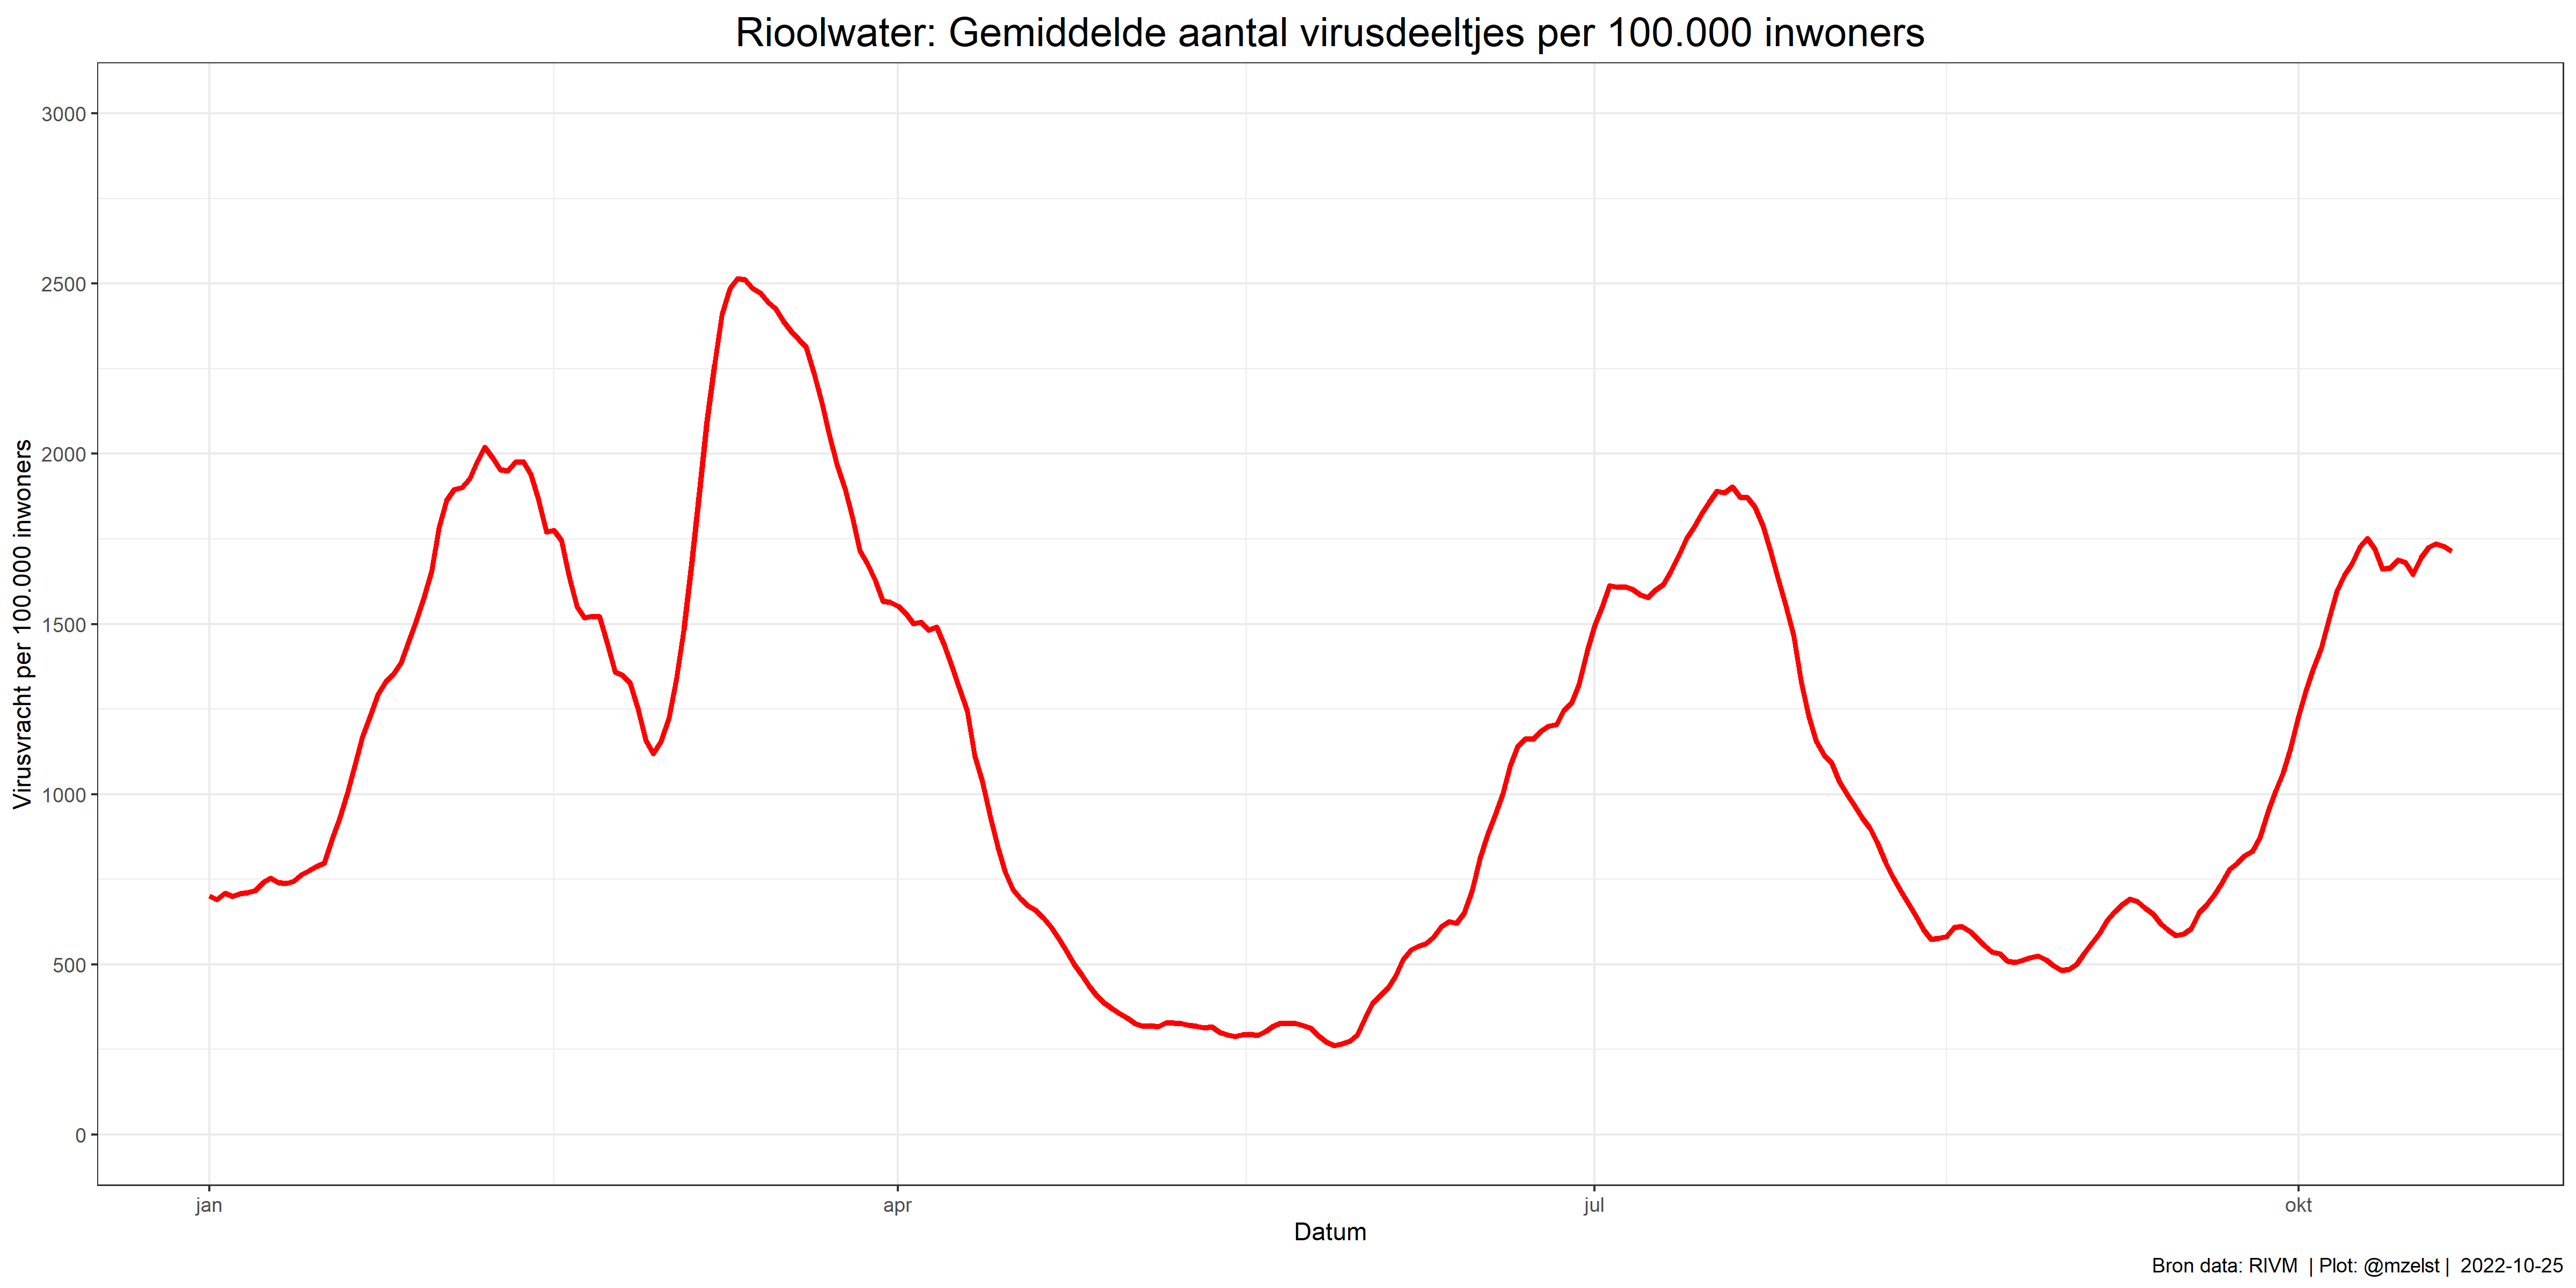 Rioolwater: Gemiddelde aantal virusdeeltjes per 100.000 inwoners
Virusvracht per 100.000 inwoners
3000
2500
2000
1500
1000
500
0
jan apr jul okt
Datum
Bron data: RIVM | Plot: @mzelst | 2022-10-25